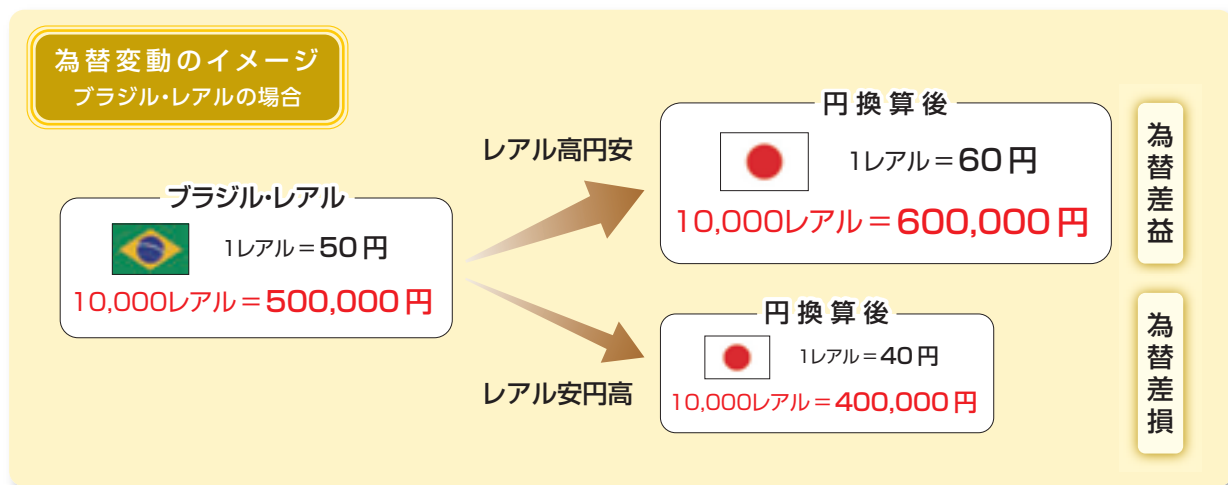 為替変動のイメージ
ブラジル・レアルの場合
ブラジル・レアル
1レアル＝50円
10,000レアル＝500,000円
レアル高円安
円換算後
1レアル＝60円
10,000レアル＝600,000円
為替差益
レアル安円高
円換算後
1レアル＝40円
10,000レアル＝400,000円
為替差損